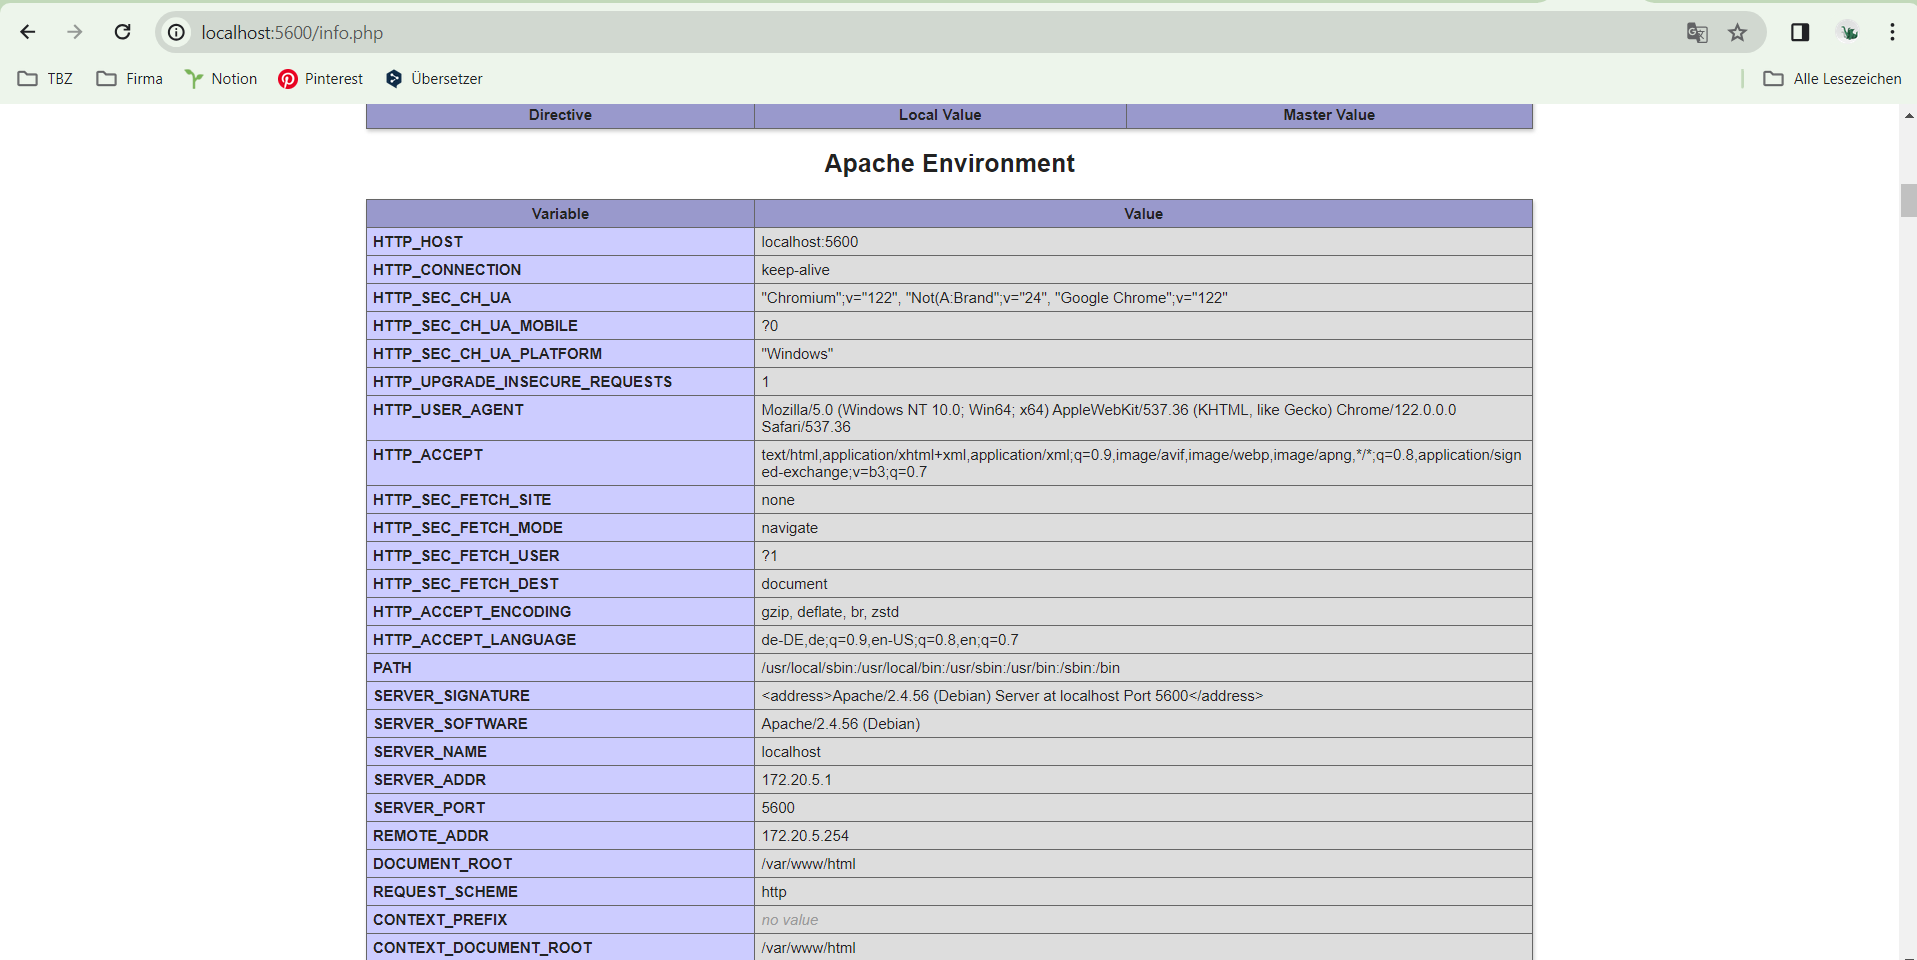 localhost:5600/info.php
TBZ Firma Notion Pinterest Übersetzer Alle Lesezeichen
Directive Local Value Master Value
Apache Environment
Variable Value
HTTP_HOST localhost:5600
HTTP_CONNECTION keep-alive
HTTP_SEC_CH_UA "Chromium";v="122", "Not(A:Brand";v="24", "Google Chrome";v="122"
HTTP_SEC_CH_UA_MOBILE ?0
HTTP_SEC_CH_UA_PLATFORM "Windows"
HTTP_UPGRADE_INSECURE_REQUESTS 1
HTTP_USER_AGENT Mozilla/5.0 (Windows NT 10.0; Win64; x64) AppleWebKit/537.36 (KHTML, like Gecko) Chrome/122.0.0.0
Safari/537.36
HTTP_ACCEPT text/html,application/xhtml+xml,application/xml;q=0.9,image/avif,image/webp,image/apng,*/*;q=0.8,application/sign
ed-exchange;v=b3;q=0.7
HTTP_SEC_FETCH_SITE none
HTTP_SEC_FETCH_MODE navigate
HTTP_SEC_FETCH_USER ?1
HTTP_SEC_FETCH_DEST document
HTTP_ACCEPT_ENCODING gzip, deflate, br, zstd
HTTP_ACCEPT_LANGUAGE de-DE,de;q=0.9,en-US;q=0.8,en;q=0.7
PATH /usr/local/sbin:/usr/local/bin:/usr/sbin:/usr/bin:/sbin:/bin
SERVER_SIGNATURE <address>Apache/2.4.56 (Debian) Server at localhost Port 5600</address>
SERVER_SOFTWARE Apache/2.4.56 (Debian)
SERVER_NAME localhost
SERVER_ADDR 172.20.5.1
SERVER_PORT 5600
REMOTE_ADDR 172.20.5.254
DOCUMENT_ROOT /var/www/html
REQUEST_SCHEME http
CONTEXT_PREFIX no value
CONTEXT_DOCUMENT_ROOT /var/www/html